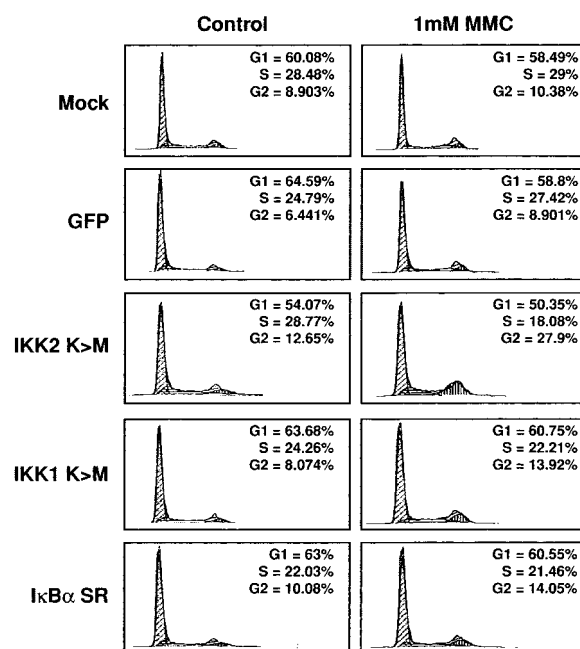 Control 1mM MMC
Mock
G1 = 60.08%
S = 28.48%
G2 = 8.903%
G1 = 58.49%
S = 29%
G2 = 10.38%
GFP
G1 = 64.59%
S = 24.79%
G2 = 6.441%
G1 = 58.8%
S = 27.42%
G2 = 8.901%
IKK2 K>M
G1 = 54.07%
S = 28.77%
G2 = 12.65%
G1 = 50.35%
S = 18.08%
G2 = 27.9%
IKK1 K>M
G1 = 63.68%
S = 24.26%
G2 = 8.074%
G1 = 60.75%
S = 22.21%
G2 = 13.92%
IκBα SR
G1 = 63%
S = 22.03%
G2 = 10.08%
G1 = 60.55%
S = 21.46%
G2 = 14.05%